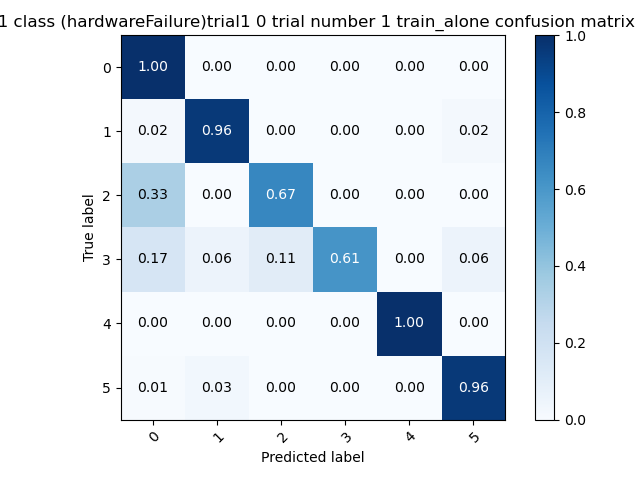 1 class (hardwareFailure)trial1 0 trial number 1 train_alone confusion matrix
1.0
0 1.00 0.00 0.00 0.00 0.00 0.00
0.8
1 0.02 0.96 0.00 0.00 0.00 0.02
2 0.33 0.00 0.67 0.00 0.00 0.00
0.6
True label
3 0.17 0.06 0.11 0.61 0.00 0.06
0.4
4 0.00 0.00 0.00 0.00 1.00 0.00
0.2
5 0.01 0.03 0.00 0.00 0.00 0.96
0.0
0 1 2 3 4 5
Predicted label